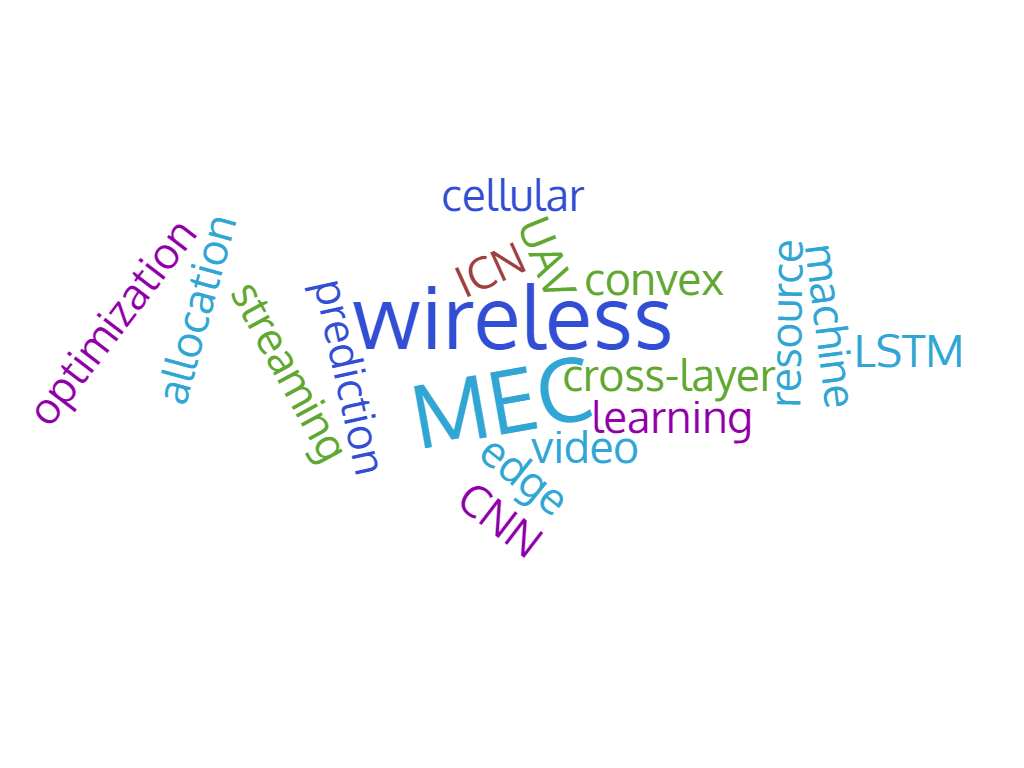 cellular
UAV
ICN
convex
optimization
allocation
streaming
prediction
wireless
resource
machine
LSTM
MEC
cross-layer
learning
video
edge
CNN